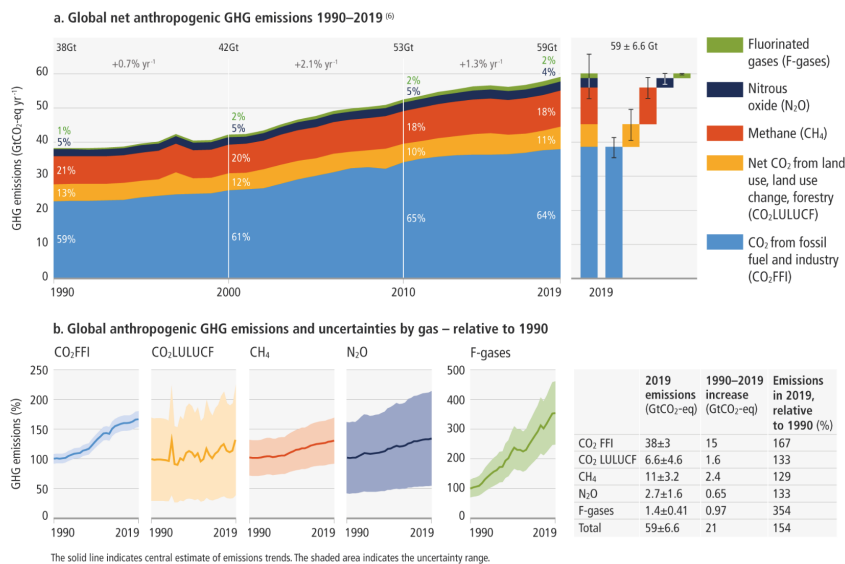 a. Global net anthropogenic GHG emissions 1990–2019 (6)
38Gt 42Gt 53Gt 59Gt
+0.7% yr⁻¹ +2.1% yr⁻¹ +1.3% yr⁻¹
59 ± 6.6 Gt
GHG emissions (GtCO₂-eq yr⁻¹)
60
50
40
30
20
10
0
1%
5%
21%
13%
59%
2%
5%
20%
12%
61%
2%
5%
18%
10%
65%
2%
4%
18%
11%
64%
1990 2000 2010 2019
2019
Fluorinated
gases (F-gases)
Nitrous
oxide (N₂O)
Methane (CH₄)
Net CO₂ from land
use, land use
change, forestry
(CO₂LULUCF)
CO₂ from fossil
fuel and industry
(CO₂FFI)
b. Global anthropogenic GHG emissions and uncertainties by gas – relative to 1990
CO₂FFI CO₂LULUCF CH₄ N₂O F-gases
GHG emissions (%)
250
200
150
100
50
0
500
400
300
200
100
0
1990 2019 1990 2019 1990 2019 1990 2019 1990 2019
2019 1990–2019 Emissions
emissions increase in 2019,
(GtCO₂-eq) (GtCO₂-eq) relative
to 1990 (%)
CO₂ FFI 38±3 15 167
CO₂ LULUCF 6.6±4.6 1.6 133
CH₄ 11±3.2 2.4 129
N₂O 2.7±1.6 0.65 133
F-gases 1.4±0.41 0.97 354
Total 59±6.6 21 154
The solid line indicates central estimate of emissions trends. The shaded area indicates the uncertainty range.